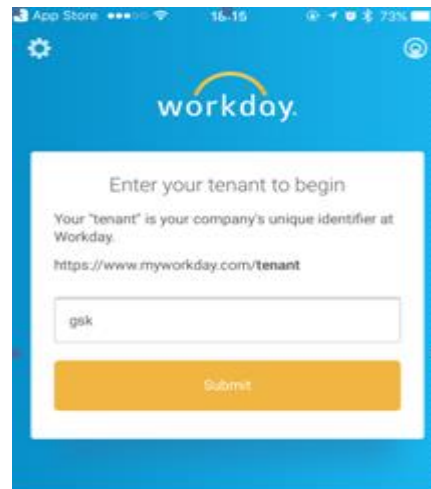 App Store 16:15 73%
workday.
Enter your tenant to begin
Your "tenant" is your company's unique identifier at
Workday.
https://www.myworkday.com/tenant
gsk
Submit